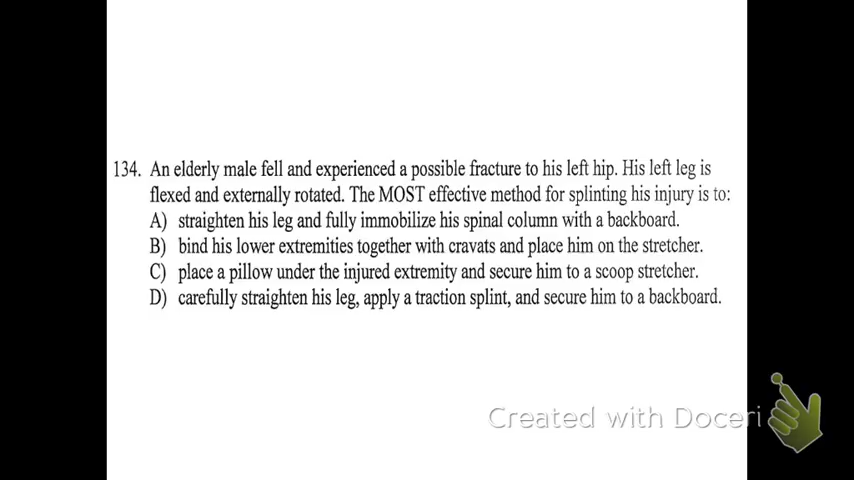 134. An elderly male fell and experienced a possible fracture to his left hip. His left leg is
flexed and externally rotated. The MOST effective method for splinting his injury is to:
A) straighten his leg and fully immobilize his spinal column with a backboard.
B) bind his lower extremities together with cravats and place him on the stretcher.
C) place a pillow under the injured extremity and secure him to a scoop stretcher.
D) carefully straighten his leg, apply a traction splint, and secure him to a backboard.
Created with Doceri